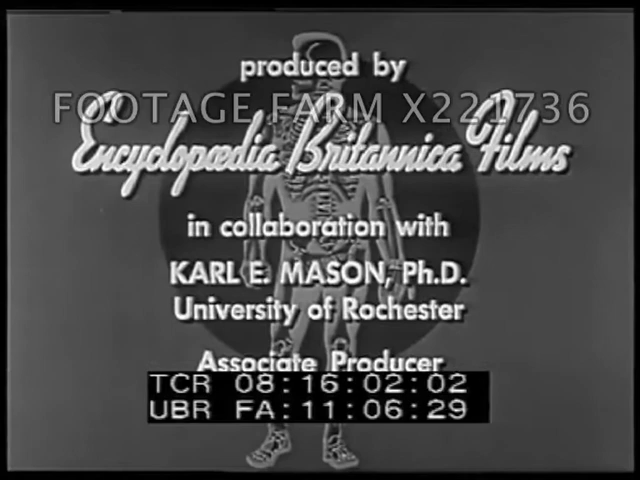 produced by
FOOTAGE FARM X221736
Encyclopædia Britannica Films
in collaboration with
KARL E. MASON, Ph.D.
University of Rochester
Associate Producer
TCR 08:16:02:02
UBR FA:11:06:29